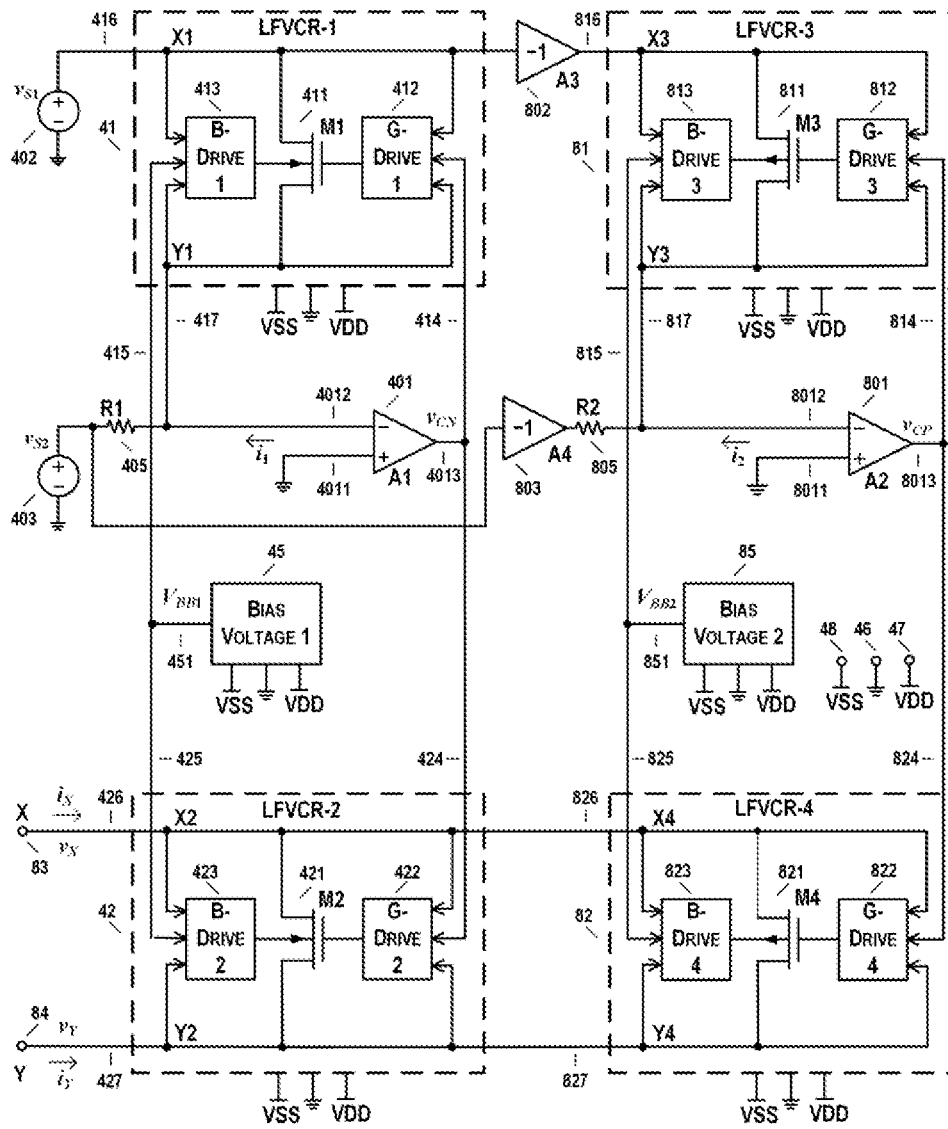 416 LFVCR-1 816 LFVCR-3
X1 −1 X3
A3
413 411 412 802 813 811 812
vS1 + −
402 41 B-DRIVE 1 M1 G-DRIVE 1 81 B-DRIVE 3 M3 G-DRIVE 3
Y1 Y3
VSS VDD VSS VDD
417 414 817 814
415 815
R1 4012 401 vCN R2 8012 801 vCP
vS2 405 − −1 805 −
+ − i1 + A1 4013 A4 i2 + A2 8013
403 4011 803 8011
45 85
VBB1 BIAS VOLTAGE 1 VBB2 BIAS VOLTAGE 2 48 46 47
451 851
VSS VDD VSS VDD VSS VDD
425 424 825 824
iX 426 LFVCR-2 826 LFVCR-4
X X2 X4
83 vX
423 421 422 823 821 822
42 B-DRIVE 2 M2 G-DRIVE 2 82 B-DRIVE 4 M4 G-DRIVE 4
84 vY Y2 Y4
Y iY 427 827
VSS VDD VSS VDD